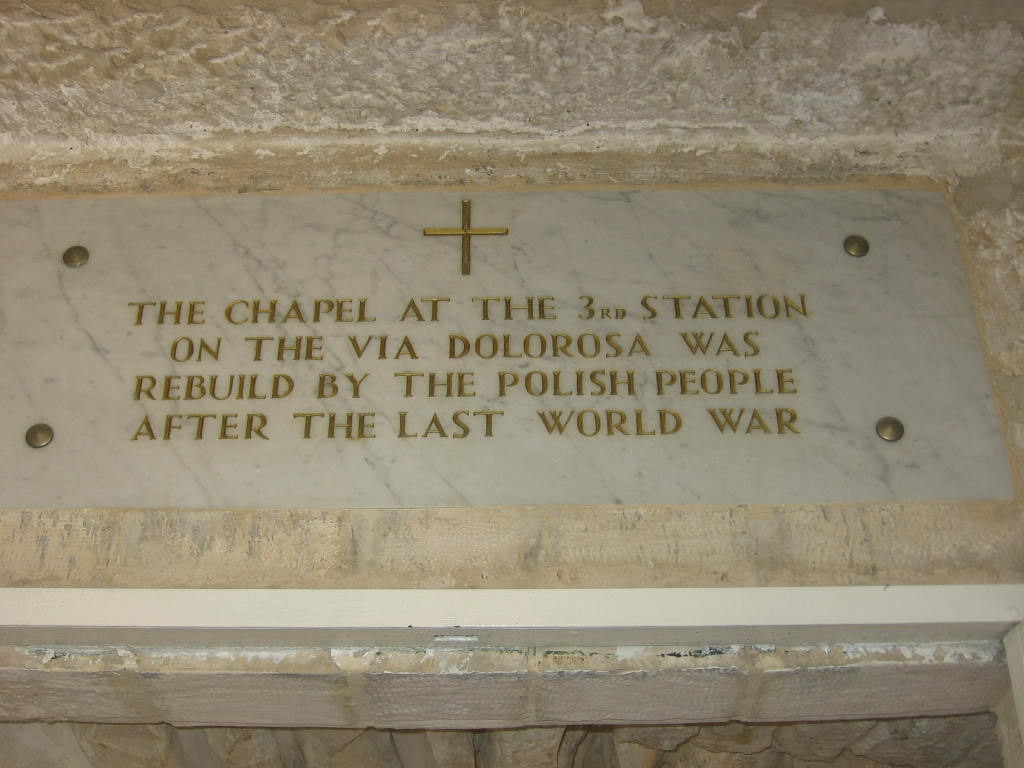 THE CHAPEL AT THE 3RD STATION
ON THE VIA DOLOROSA WAS
REBUILD BY THE POLISH PEOPLE
AFTER THE LAST WORLD WAR